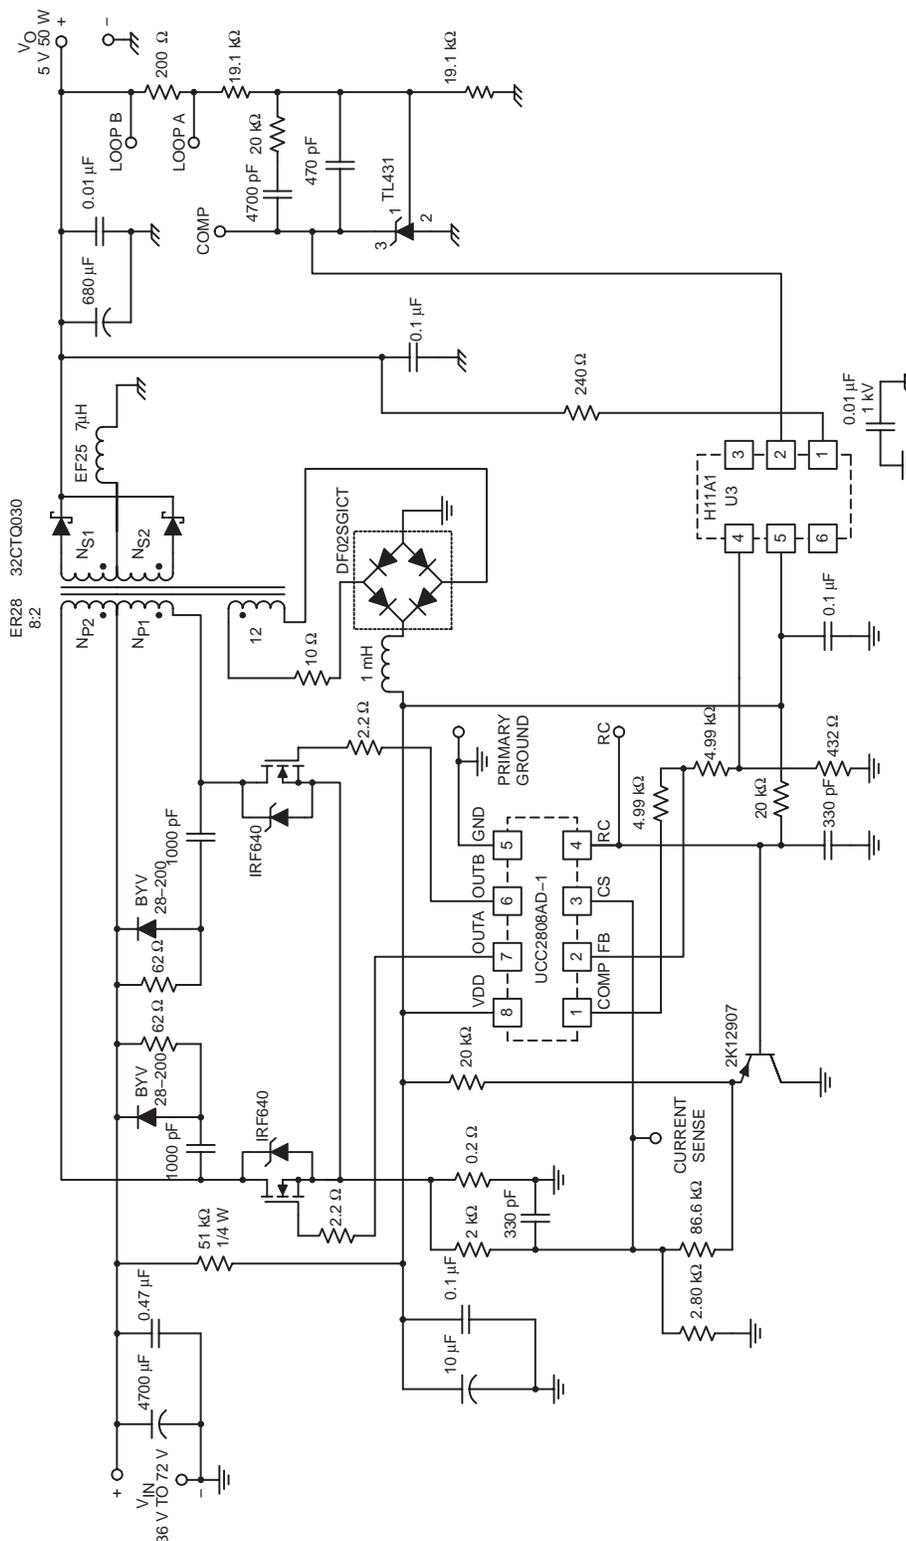 V_IN
36 V TO 72 V
+
−
4700 µF
0.47 µF
51 kΩ
1/4 W
1000 pF
BYV
28–200
62 Ω
62 Ω
BYV
28–200
1000 pF
IRF640
2.2 Ω
IRF640
2.2 Ω
ER28
8:2
32CTQ030
N_P2
N_P1
N_S1
N_S2
12
10 Ω
EF25 7µH
680 µF
0.01 µF
V_O
5 V 50 W
+
−
LOOP B
200 Ω
LOOP A
19.1 kΩ
COMP
4700 pF
20 kΩ
470 pF
TL431
3
1
2
19.1 kΩ
0.1 µF
240 Ω
DF02SGICT
1 mH
10 µF
0.1 µF
2 kΩ
0.2 Ω
330 pF
20 kΩ
CURRENT
SENSE
2.80 kΩ
86.6 kΩ
2K12907
VDD
OUTA
OUTB
GND
8
7
6
5
UCC2808AD–1
1
2
3
4
COMP
FB
CS
RC
PRIMARY
GROUND
RC
4.99 kΩ
4.99 kΩ
20 kΩ
432 Ω
330 pF
0.1 µF
H11A1
U3
4
5
6
3
2
1
0.01 µF
1 kV